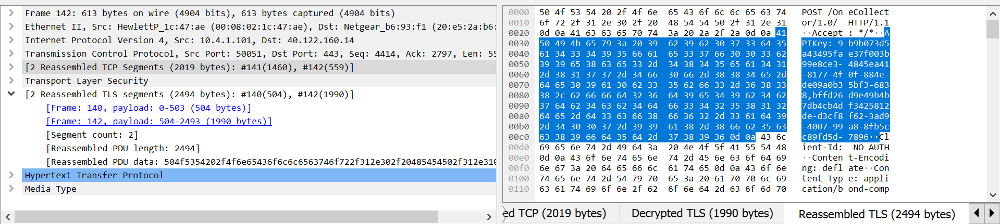 Frame 142: 613 bytes on wire (4904 bits), 613 bytes captured (4904 bits)
Ethernet II, Src: HewlettP_1c:47:ae (00:08:02:1c:47:ae), Dst: Netgear_b6:93:f1 (20:e5:2a:b6:
Internet Protocol Version 4, Src: 10.4.1.101, Dst: 40.122.160.14
Transmission Control Protocol, Src Port: 50051, Dst Port: 443, Seq: 4414, Ack: 2797, Len: 55
[2 Reassembled TCP Segments (2019 bytes): #141(1460), #142(559)]
Transport Layer Security
[2 Reassembled TLS segments (2494 bytes): #140(504), #142(1990)]
[Frame: 140, payload: 0-503 (504 bytes)]
[Frame: 142, payload: 504-2493 (1990 bytes)]
[Segment count: 2]
[Reassembled PDU length: 2494]
[Reassembled PDU data: 504f5354202f4f6e65436f6c6c6563746f722f312e302f20485454502f312e310
Hypertext Transfer Protocol
Media Type
0000 50 4f 53 54 20 2f 4f 6e 65 43 6f 6c 6c 65 63 74 POST /On eCollect
0010 6f 72 2f 31 2e 30 2f 20 48 54 54 50 2f 31 2e 31 or/1.0/ HTTP/1.1
0020 0d 0a 41 63 63 65 70 74 3a 20 2a 2f 2a 0d 0a 41 ··Accept : */*··A
0030 50 49 4b 65 79 3a 20 39 62 39 62 30 37 33 64 35 PIKey: 9 b9b073d5
0040 61 34 33 34 39 35 66 61 65 33 37 66 30 30 33 62 a43495fa e37f003b
0050 39 39 65 38 63 65 33 2d 34 38 34 35 65 61 34 31 99e8ce3- 4845ea41
0060 2d 38 31 37 37 2d 34 66 30 66 2d 38 38 34 65 2d -8177-4f 0f-884e-
0070 64 65 30 39 61 30 62 33 35 62 66 33 2d 36 38 33 de09a0b3 5bf3-683
0080 38 2c 62 66 66 64 32 36 64 39 65 34 39 62 34 62 8,bffd26 d9e49b4b
0090 37 64 62 34 63 62 34 64 66 33 34 32 35 38 31 32 7db4cb4d f3425812
00a0 64 65 2d 64 33 63 66 38 66 36 32 2d 33 61 64 39 de-d3cf8 f62-3ad9
00b0 2d 34 30 30 37 2d 39 39 61 38 2d 38 66 62 35 63 -4007-99 a8-8fb5c
00c0 63 38 39 66 64 35 64 2d 37 38 39 36 0d 0a 43 6c c89fd5d- 7896··Cl
00d0 69 65 6e 74 2d 49 64 3a 20 4e 4f 5f 41 55 54 48 ient-Id: NO_AUTH
00e0 0d 0a 43 6f 6e 74 65 6e 74 2d 45 6e 63 6f 64 69 ··Conten t-Encodi
00f0 6e 67 3a 20 64 65 66 6c 61 74 65 0d 0a 43 6f 6e ng: defl ate··Con
0100 74 65 6e 74 2d 54 79 70 65 3a 20 61 70 70 6c 69 tent-Typ e: appli
0110 63 61 74 69 6f 6e 2f 62 6f 6e 64 2d 63 6f 6d 70 cation/b ond-comp
ed TCP (2019 bytes) Decrypted TLS (1990 bytes) Reassembled TLS (2494 bytes)